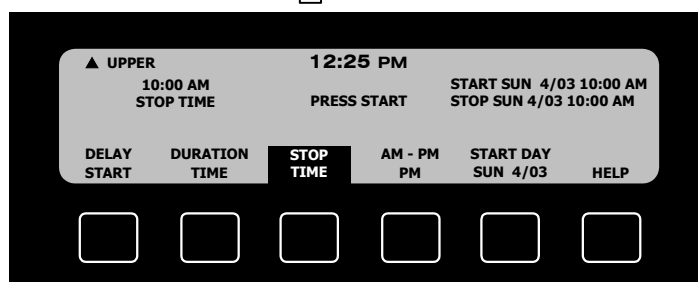 ▲ UPPER 12:25 PM
10:00 AM START SUN 4/03 10:00 AM
STOP TIME PRESS START STOP SUN 4/03 10:00 AM
DELAY DURATION STOP AM - PM START DAY
START TIME TIME PM SUN 4/03 HELP